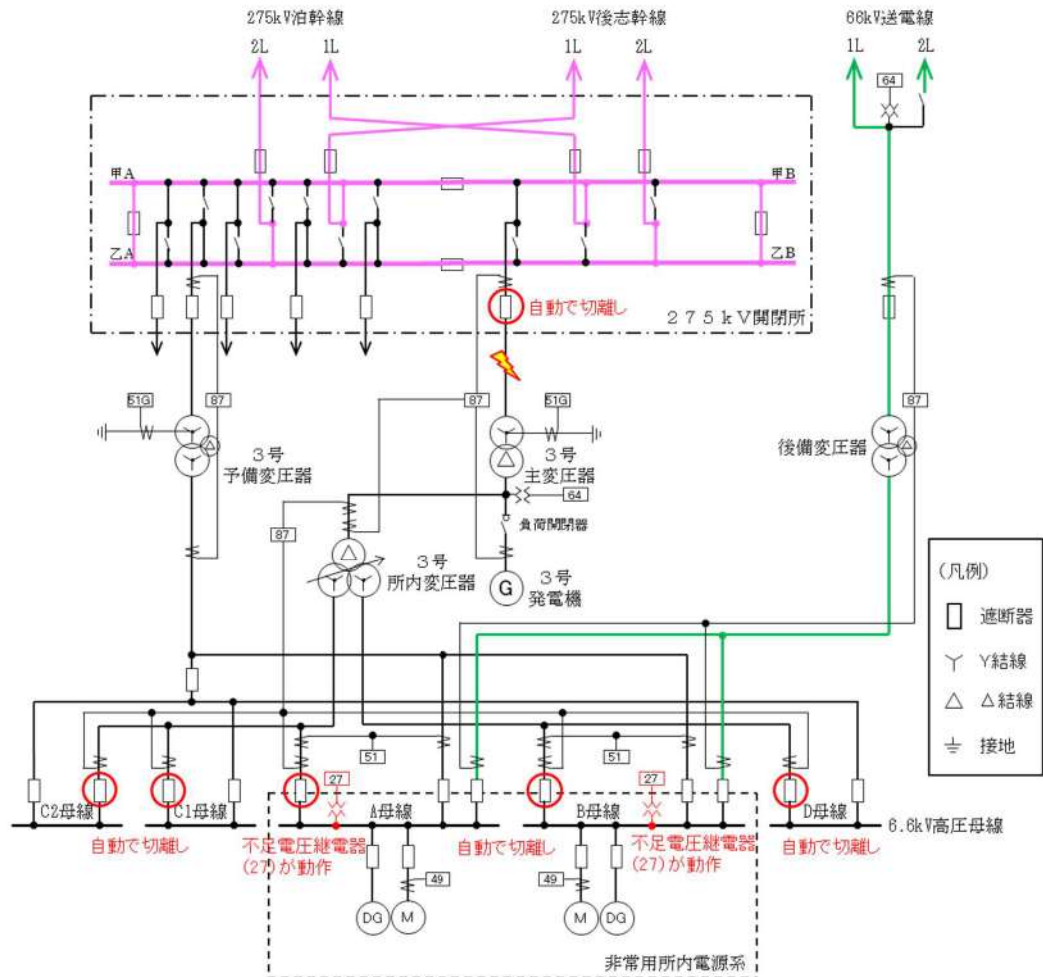 275kV泊幹線
275kV後志幹線
66kV送電線
2L
1L
1L
2L
1L
2L
64
甲A
甲B
乙A
乙B
自動で切離し
275kV開閉所
51G
87
87
51G
87
3号
予備変圧器
3号
主変圧器
後備変圧器
64
負荷開閉器
87
3号
所内変圧器
G
3号
発電機
(凡例)
遮断器
Y結線
△結線
接地
51
51
27
27
C2母線
C1母線
A母線
B母線
D母線
6.6kV高圧母線
自動で切離し
不足電圧継電器
(27)が動作
自動で切離し
不足電圧継電器
(27)が動作
自動で切離し
49
49
DG
M
M
DG
非常用所内電源系